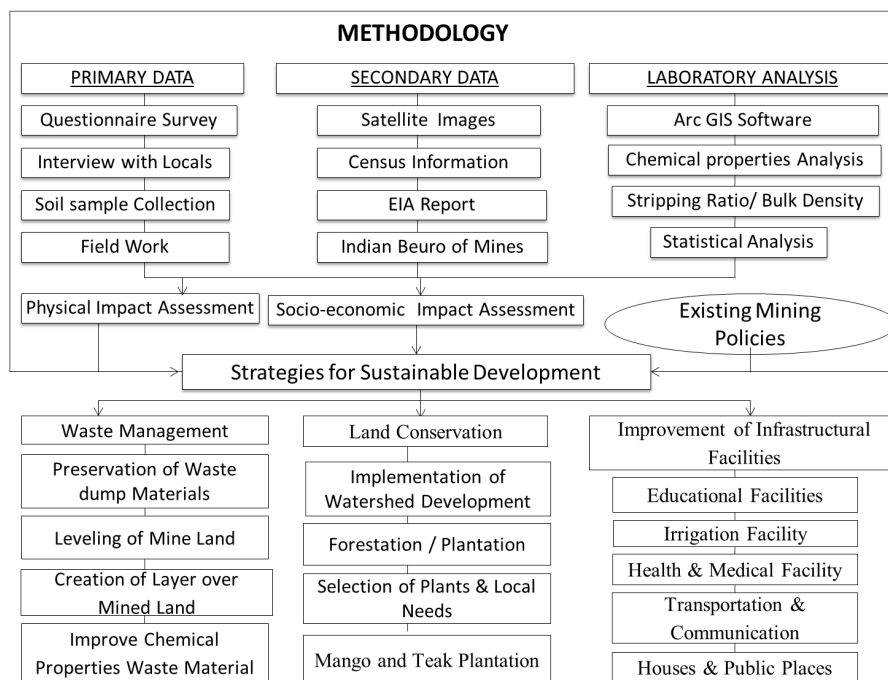 METHODOLOGY
PRIMARY DATA
Questionnaire Survey
Interview with Locals
Soil sample Collection
Field Work
SECONDARY DATA
Satellite Images
Census Information
EIA Report
Indian Beuro of Mines
LABORATORY ANALYSIS
Arc GIS Software
Chemical properties Analysis
Stripping Ratio/ Bulk Density
Statistical Analysis
Physical Impact Assessment
Socio-economic Impact Assessment
Existing Mining
Policies
Strategies for Sustainable Development
Waste Management
Preservation of Waste
dump Materials
Leveling of Mine Land
Creation of Layer over
Mined Land
Improve Chemical
Properties Waste Material
Land Conservation
Implementation of
Watershed Development
Forestation / Plantation
Selection of Plants & Local
Needs
Mango and Teak Plantation
Improvement of Infrastructural
Facilities
Educational Facilities
Irrigation Facility
Health & Medical Facility
Transportation &
Communication
Houses & Public Places